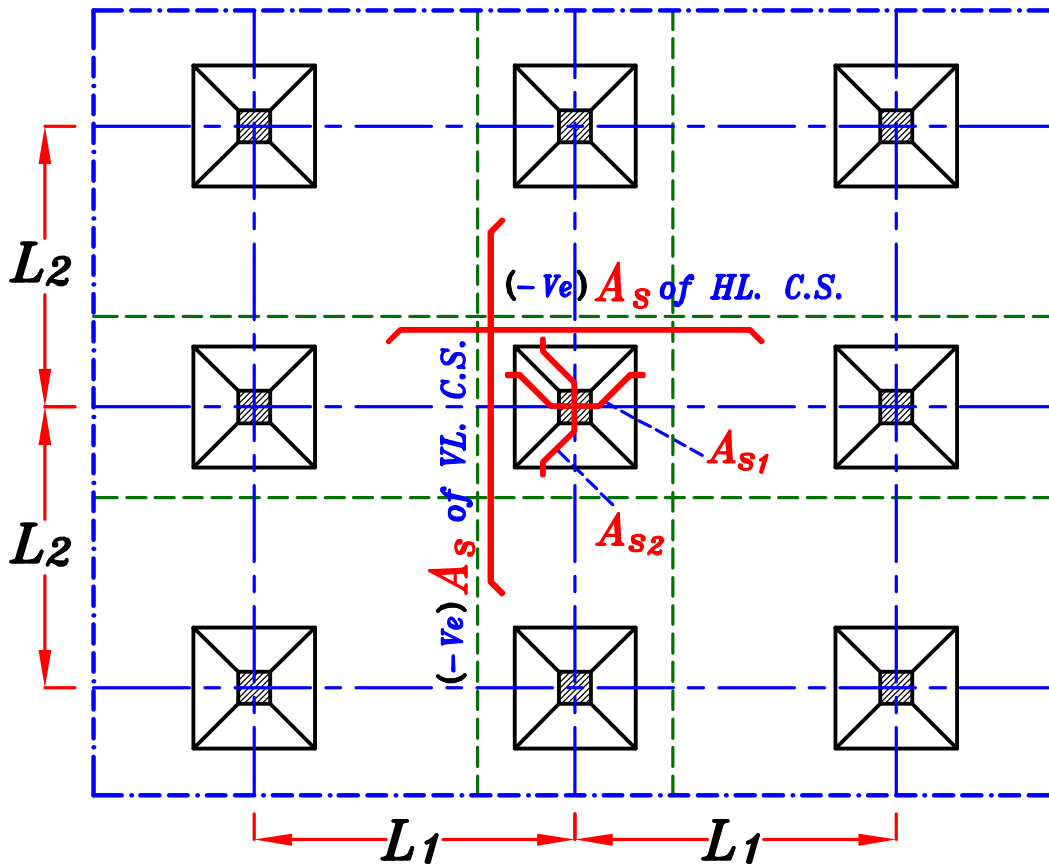 L2
(-Ve) As of HL. C.S.
(-Ve) As of VL. C.S.
As1
As2
L2
L1
L1